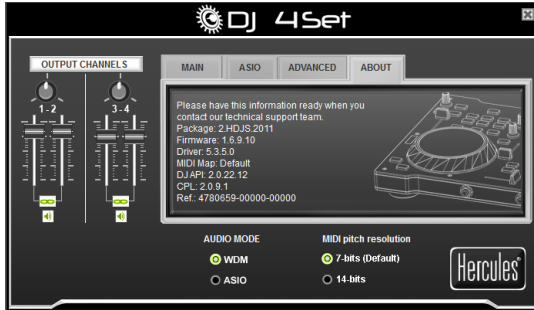 DJ 4Set
OUTPUT CHANNELS
1-2
3-4
MAIN
ASIO
ADVANCED
ABOUT
Please have this information ready when you
contact our technical support team.
Package: 2.HDJS.2011
Firmware: 1.6.9.10
Driver: 5.3.5.0
MIDI Map: Default
DJ API: 2.0.22.12
CPL: 2.0.9.1
Ref.: 4780659-00000-00000
AUDIO MODE
WDM
ASIO
MIDI pitch resolution
7-bits (Default)
14-bits
Hercules